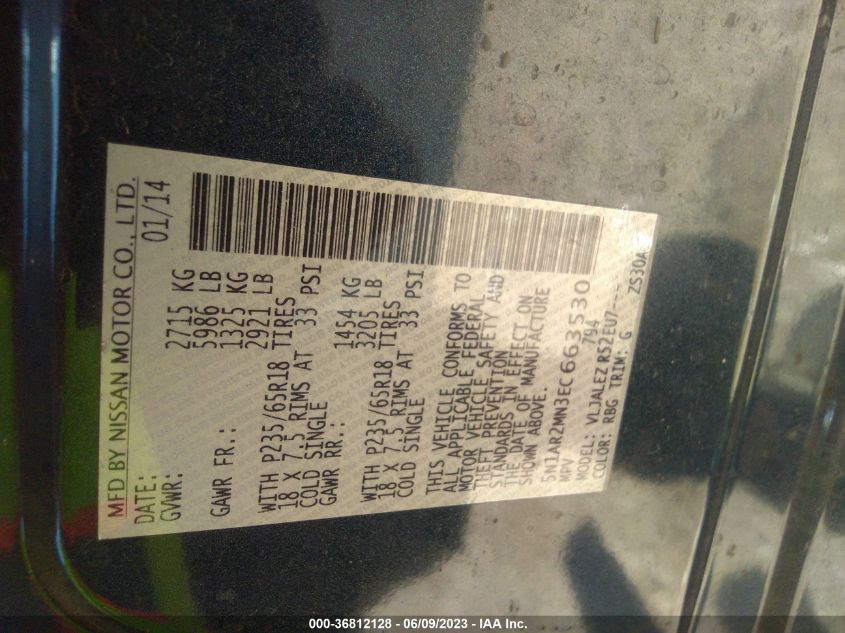 MFD BY NISSAN MOTOR CO., LTD.
DATE: 01/14
GVWR: 2715 KG
5986 LB
GAWR FR.: 1325 KG
2921 LB
WITH P235/65R18 TIRES
18 X 7.5 RIMS AT 33 PSI
COLD SINGLE
GAWR RR.: 1454 KG
3205 LB
WITH P235/65R18 TIRES
18 X 7.5 RIMS AT 33 PSI
COLD SINGLE
THIS VEHICLE CONFORMS TO
ALL APPLICABLE FEDERAL
MOTOR VEHICLE SAFETY AND
THEFT PREVENTION
STANDARDS IN EFFECT ON
THE DATE OF MANUFACTURE
SHOWN ABOVE.
5N1AR2MN3EC663530
MPV 794
MODEL: VLJALEZ R52EU7---
COLOR: RBG TRIM: G ZS30A
000-36812128 - 06/09/2023 - IAA Inc.